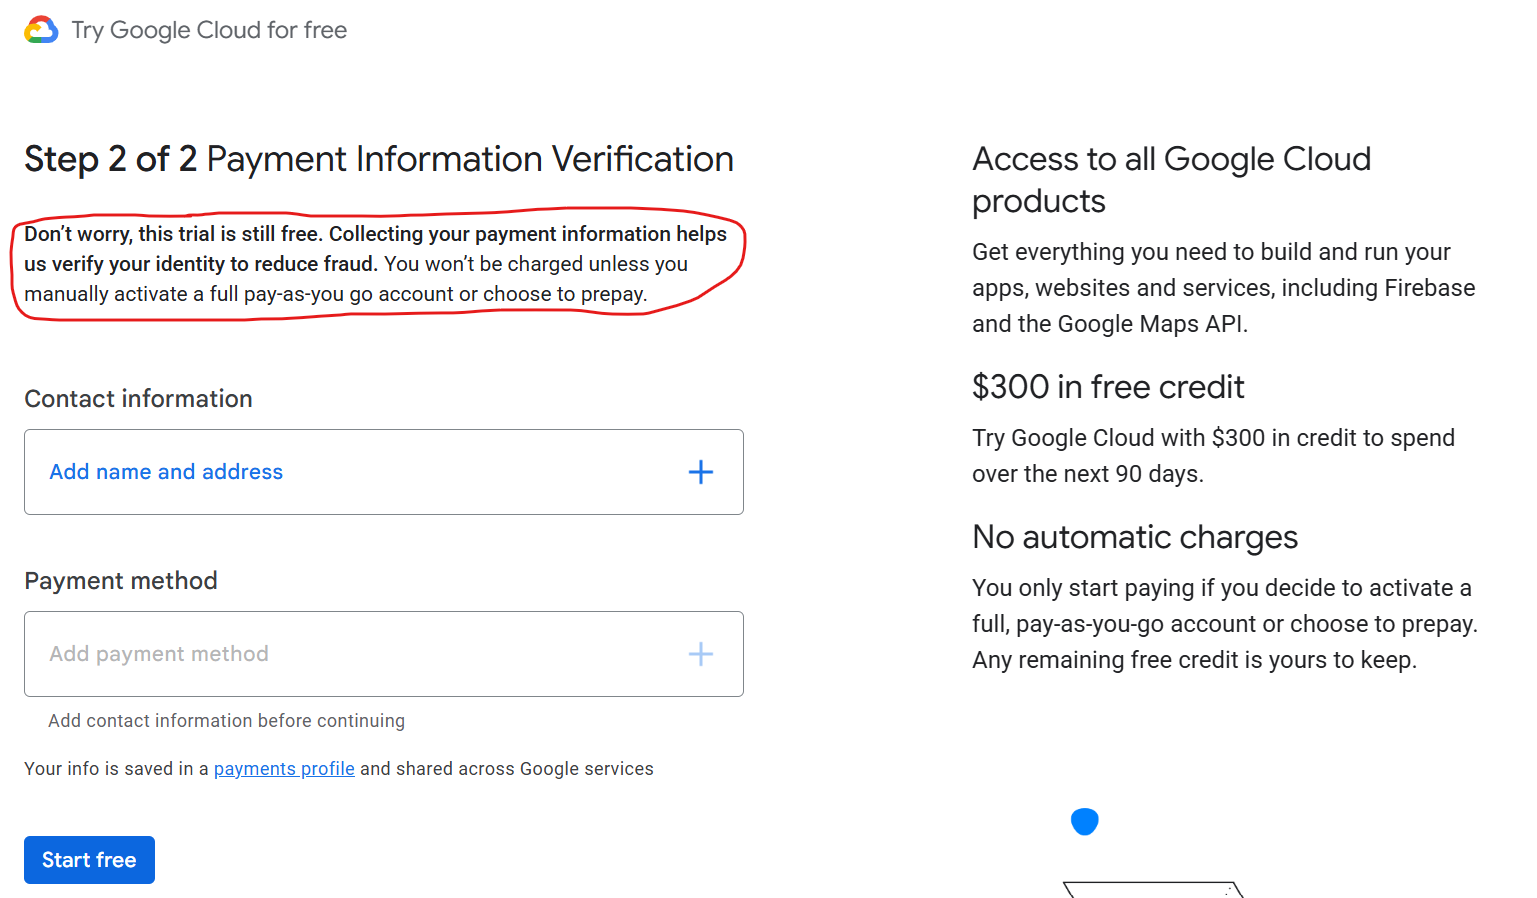 Try Google Cloud for free
Step 2 of 2 Payment Information Verification
Don’t worry, this trial is still free. Collecting your payment information helps
us verify your identity to reduce fraud. You won’t be charged unless you
manually activate a full pay-as-you go account or choose to prepay.
Contact information
Add name and address
Payment method
Add payment method
Add contact information before continuing
Your info is saved in a payments profile and shared across Google services
Start free
Access to all Google Cloud
products
Get everything you need to build and run your
apps, websites and services, including Firebase
and the Google Maps API.
$300 in free credit
Try Google Cloud with $300 in credit to spend
over the next 90 days.
No automatic charges
You only start paying if you decide to activate a
full, pay-as-you-go account or choose to prepay.
Any remaining free credit is yours to keep.